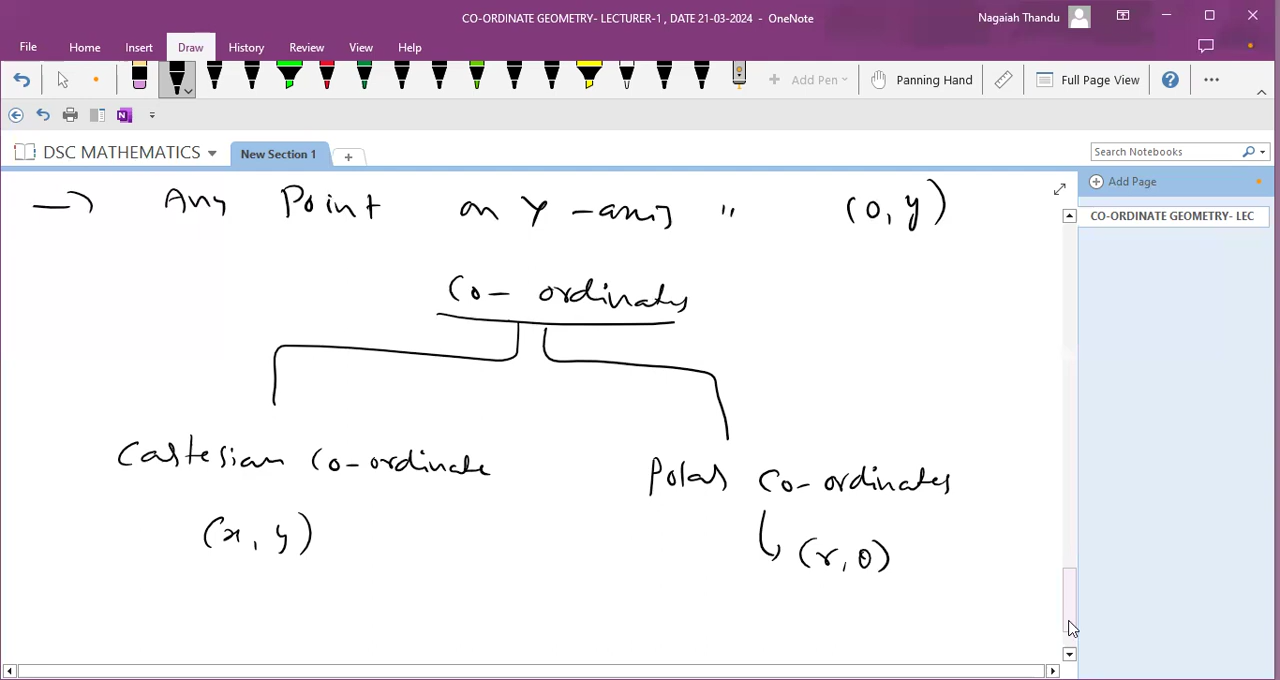 CO-ORDINATE GEOMETRY- LECTURER-1 , DATE 21-03-2024 - OneNote
Nagaiah Thandu
File Home Insert Draw History Review View Help
Add Pen Panning Hand Full Page View
DSC MATHEMATICS New Section 1 Search Notebooks
Add Page
CO-ORDINATE GEOMETRY- LEC
→ Any Point on Y-axis " (0, y)
Co-ordinates
Cartesian Co-ordinate
Polar Co-ordinates
(x, y)
(r, θ)